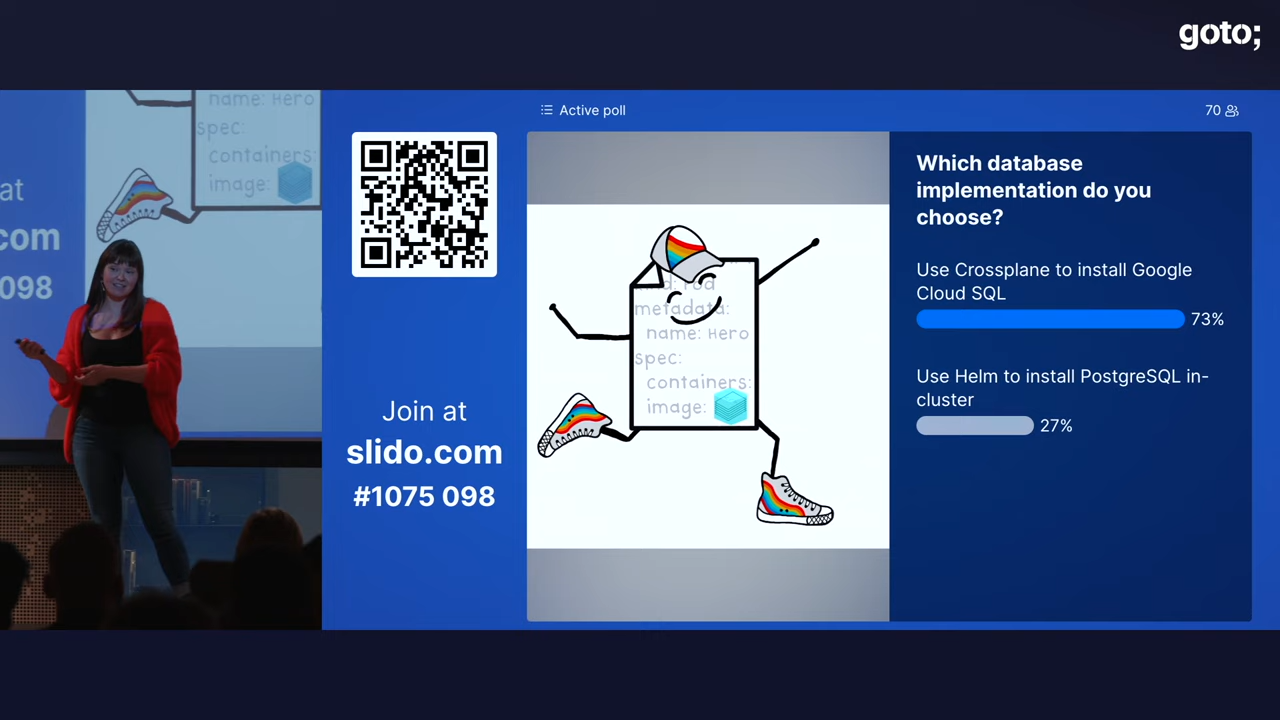 goto;
name: Hero
spec:
containers:
image:
at
com
098
Join at
slido.com
#1075 098
Active poll
70
kind: Pod
metadata:
name: Hero
spec:
containers:
image:
Which database
implementation do you
choose?
Use Crossplane to install Google
Cloud SQL
73%
Use Helm to install PostgreSQL in-
cluster
27%